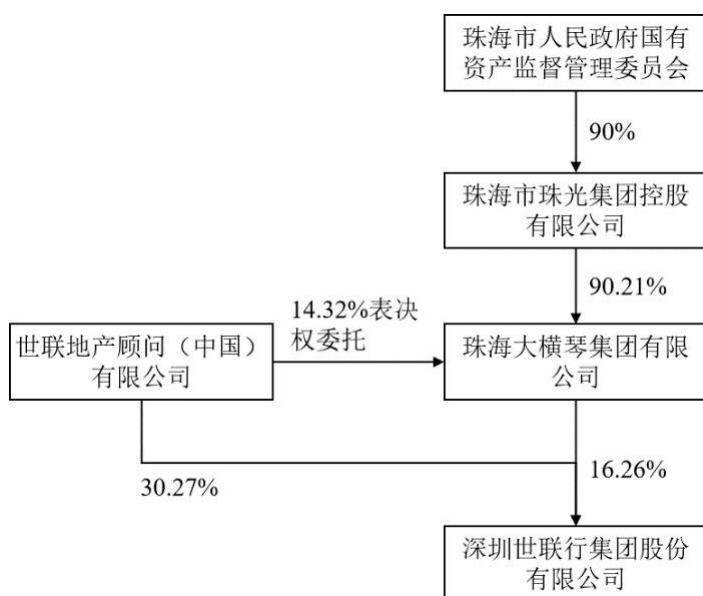 珠海市人民政府国有
资产监督管理委员会
90%
珠海市珠光集团控股
有限公司
90.21%
14.32%表决
权委托
世联地产顾问（中国）
有限公司
珠海大横琴集团有限
公司
30.27%
16.26%
深圳世联行集团股份
有限公司